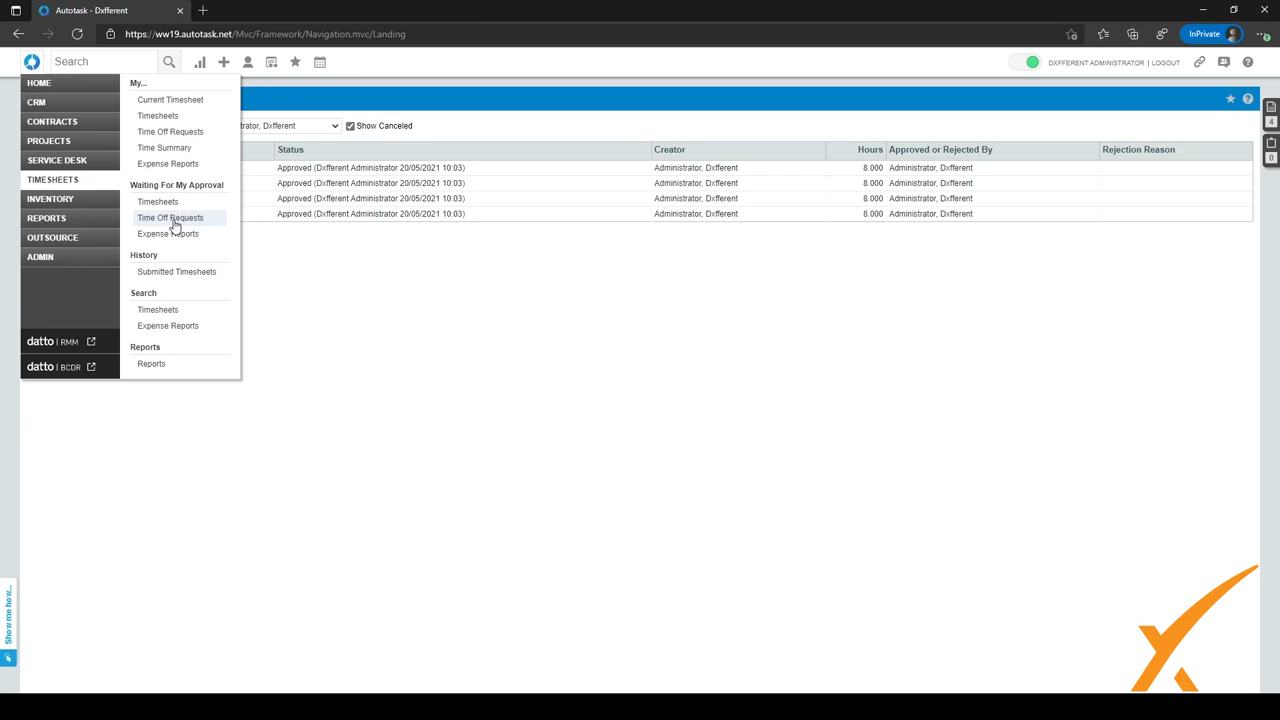 Autotask - Dxfferent
https://ww19.autotask.net/Mvc/Framework/Navigation.mvc/Landing
InPrivate
Search
DXFFERENT ADMINISTRATOR | LOGOUT
HOME
CRM
CONTRACTS
PROJECTS
SERVICE DESK
TIMESHEETS
INVENTORY
REPORTS
OUTSOURCE
ADMIN
datto | RMM
datto | BCDR
My...
Current Timesheet
Timesheets
Time Off Requests
Time Summary
Expense Reports
Waiting For My Approval
Timesheets
Time Off Requests
Expense Reports
History
Submitted Timesheets
Search
Timesheets
Expense Reports
Reports
Reports
trator, Dxfferent
Show Canceled
Status Creator Hours Approved or Rejected By Rejection Reason
Approved (Dxfferent Administrator 20/05/2021 10:03) Administrator, Dxfferent 8.000 Administrator, Dxfferent
Approved (Dxfferent Administrator 20/05/2021 10:03) Administrator, Dxfferent 8.000 Administrator, Dxfferent
Approved (Dxfferent Administrator 20/05/2021 10:03) Administrator, Dxfferent 8.000 Administrator, Dxfferent
Approved (Dxfferent Administrator 20/05/2021 10:03) Administrator, Dxfferent 8.000 Administrator, Dxfferent
4
0
Show me how...